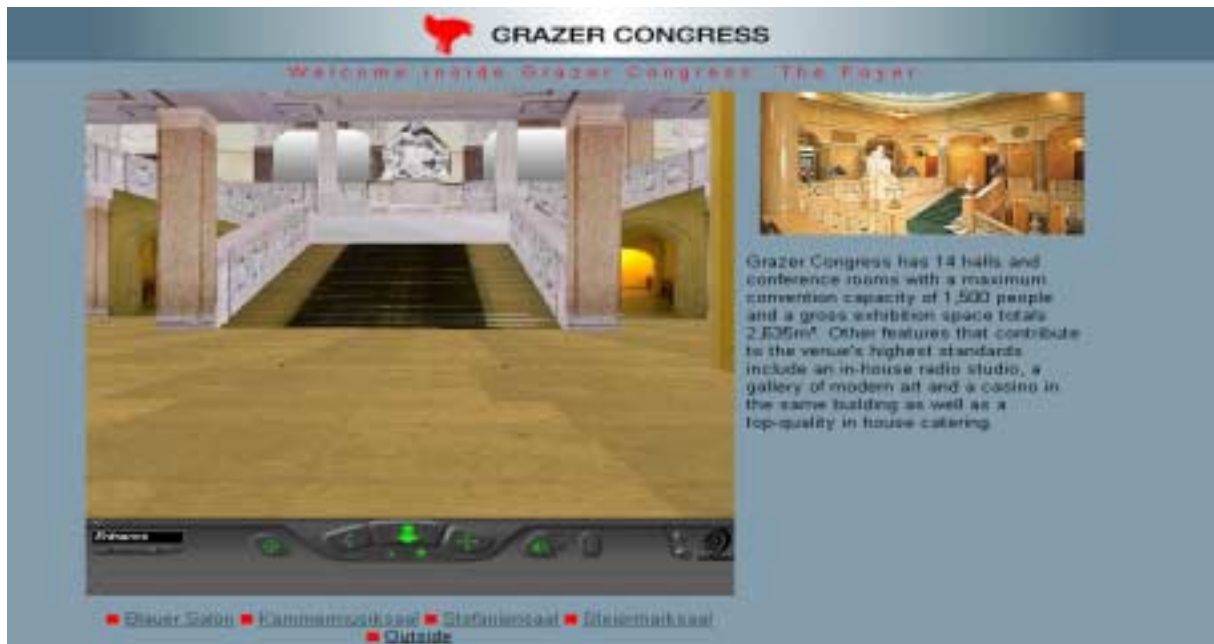 GRAZER CONGRESS
Welcome inside Grazer Congress: The Foyer
Grazer Congress has 14 halls and
conference rooms with a maximum
convention capacity of 1,500 people
and a gross exhibition space totals
2,635m². Other features that contribute
to the venue's highest standards
include an in-house radio studio, a
gallery of modern art and a casino in
the same building as well as a
top-quality in house catering.
Entrance
Blauer Salon Kammermusiksaal Stefaniensaal Steiermarksaal
Outside